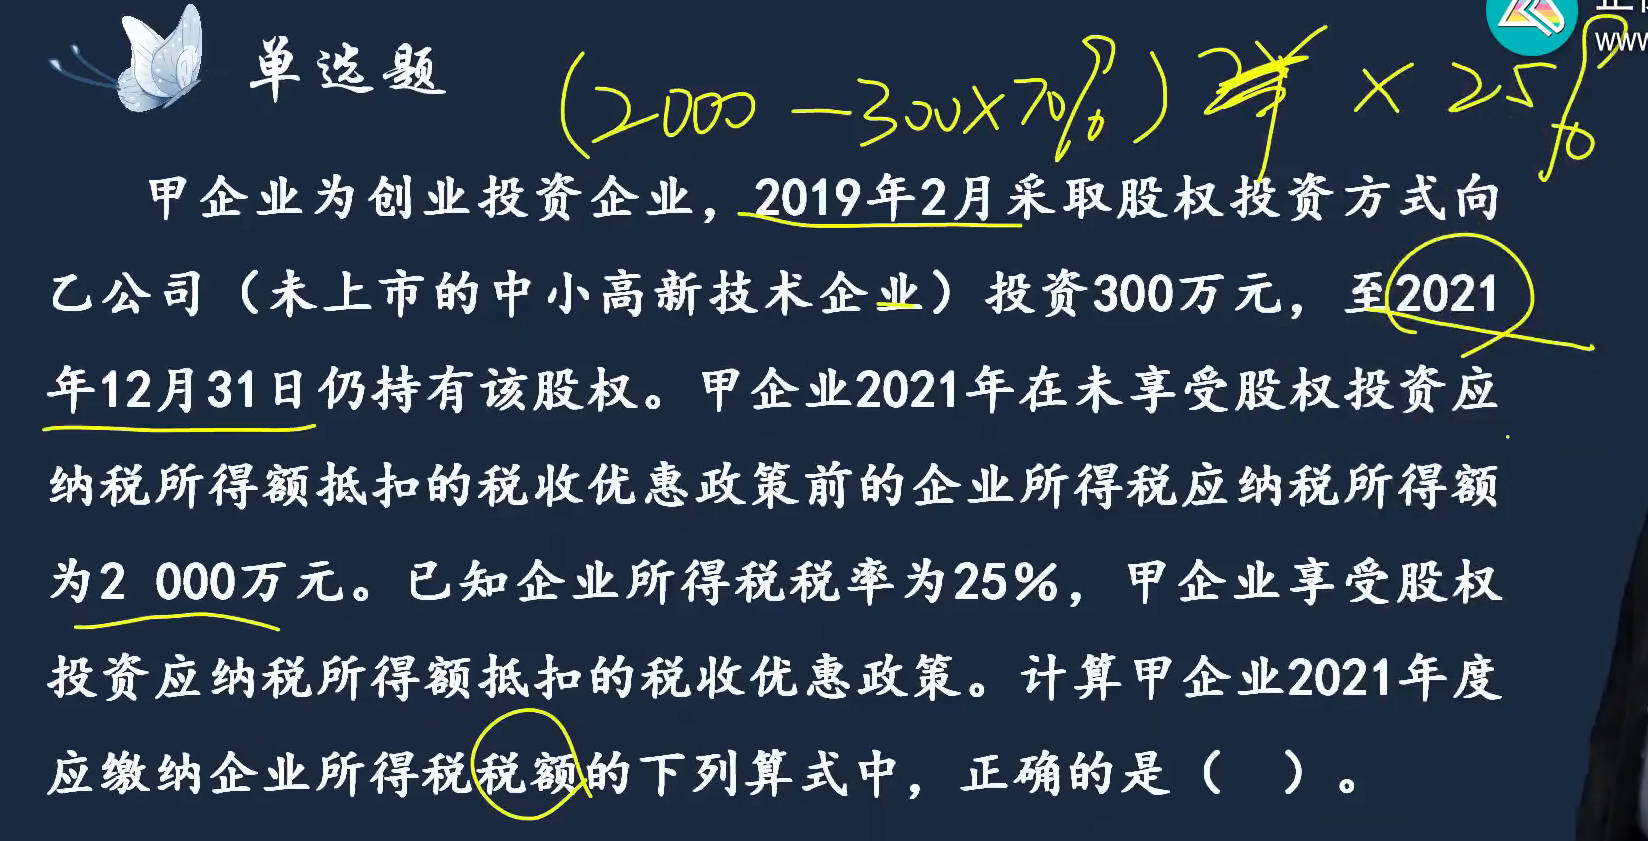 单选题
(2000-300×70%) × 25%
www
甲企业为创业投资企业，2019年2月采取股权投资方式向
乙公司（未上市的中小高新技术企业）投资300万元，至2021
年12月31日仍持有该股权。甲企业2021年在未享受股权投资应
纳税所得额抵扣的税收优惠政策前的企业所得税应纳税所得额
为2 000万元。已知企业所得税税率为25%，甲企业享受股权
投资应纳税所得额抵扣的税收优惠政策。计算甲企业2021年度
应缴纳企业所得税税额的下列算式中，正确的是（ ）。